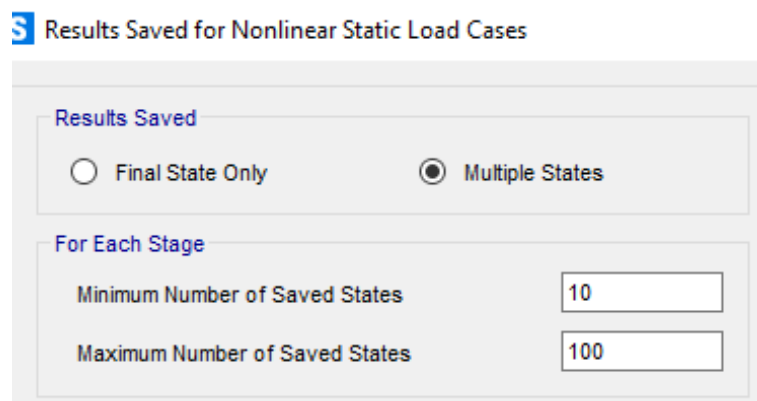 S Results Saved for Nonlinear Static Load Cases
Results Saved
Final State Only Multiple States
For Each Stage
Minimum Number of Saved States 10
Maximum Number of Saved States 100